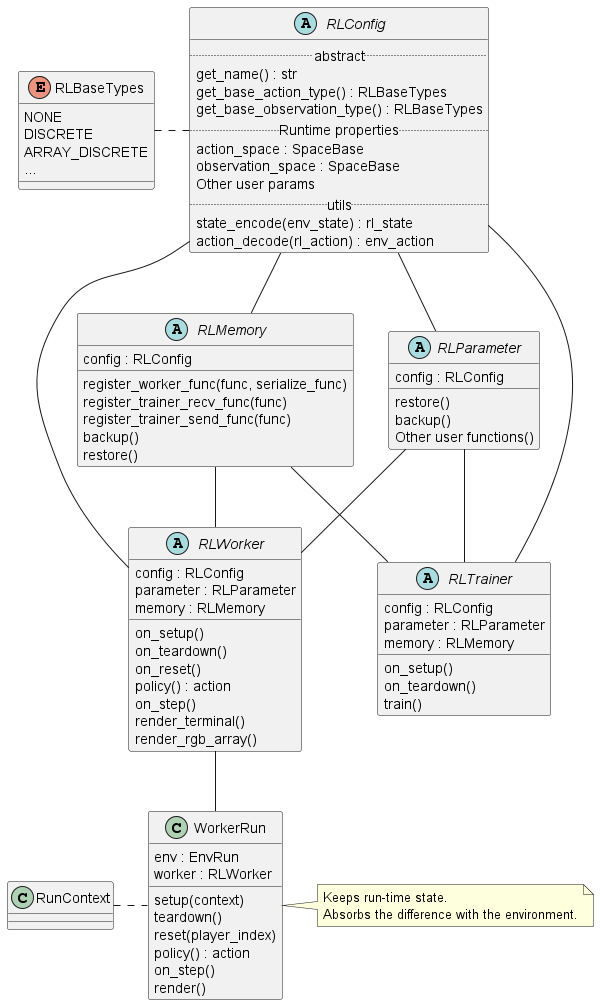 A RLConfig
abstract
get_name() : str
get_base_action_type() : RLBaseTypes
get_base_observation_type() : RLBaseTypes
Runtime properties
action_space : SpaceBase
observation_space : SpaceBase
Other user params
utils
state_encode(env_state) : rl_state
action_decode(rl_action) : env_action
E RLBaseTypes
NONE
DISCRETE
ARRAY_DISCRETE
...
A RLMemory
config : RLConfig
register_worker_func(func, serialize_func)
register_trainer_recv_func(func)
register_trainer_send_func(func)
backup()
restore()
A RLParameter
config : RLConfig
restore()
backup()
Other user functions()
A RLWorker
config : RLConfig
parameter : RLParameter
memory : RLMemory
on_setup()
on_teardown()
on_reset()
policy() : action
on_step()
render_terminal()
render_rgb_array()
A RLTrainer
config : RLConfig
parameter : RLParameter
memory : RLMemory
on_setup()
on_teardown()
train()
C WorkerRun
env : EnvRun
worker : RLWorker
setup(context)
teardown()
reset(player_index)
policy() : action
on_step()
render()
C RunContext
Keeps run-time state.
Absorbs the difference with the environment.